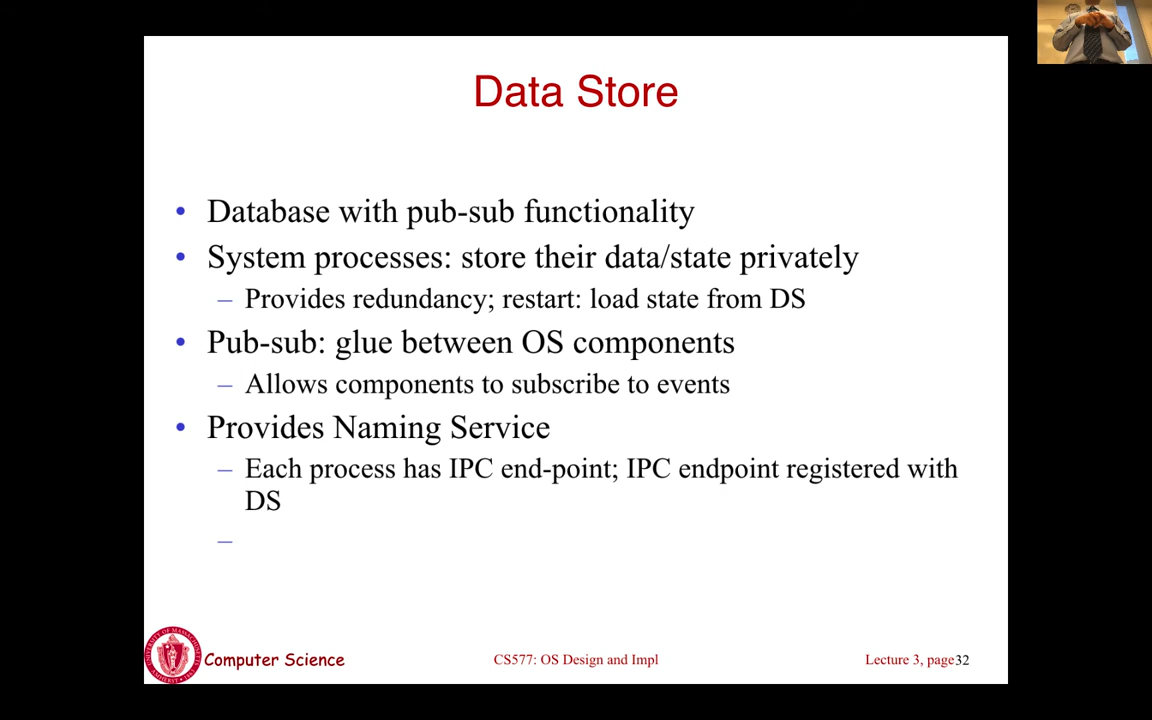 Data Store
• Database with pub-sub functionality
• System processes: store their data/state privately
– Provides redundancy; restart: load state from DS
• Pub-sub: glue between OS components
– Allows components to subscribe to events
• Provides Naming Service
– Each process has IPC end-point; IPC endpoint registered with
DS
–
Computer Science
CS577: OS Design and Impl
Lecture 3, page32